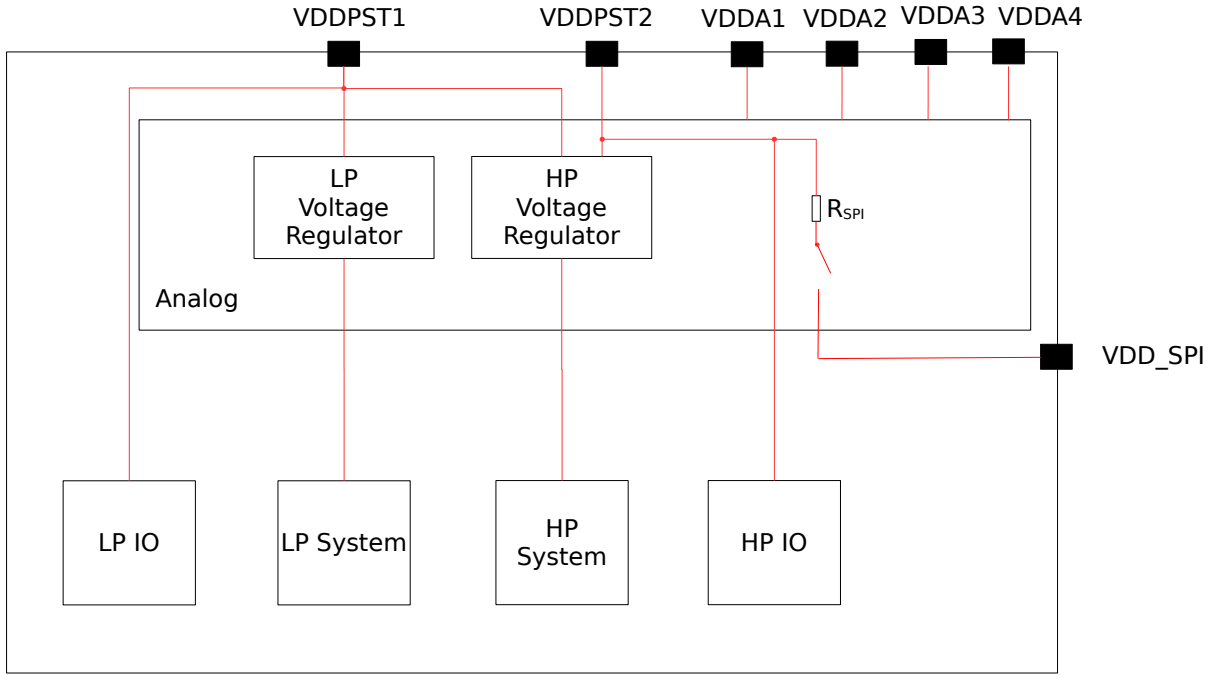 VDDPST1
VDDPST2
VDDA1
VDDA2
VDDA3
VDDA4
LP
Voltage
Regulator
HP
Voltage
Regulator
RSPI
Analog
VDD_SPI
LP IO
LP System
HP
System
HP IO